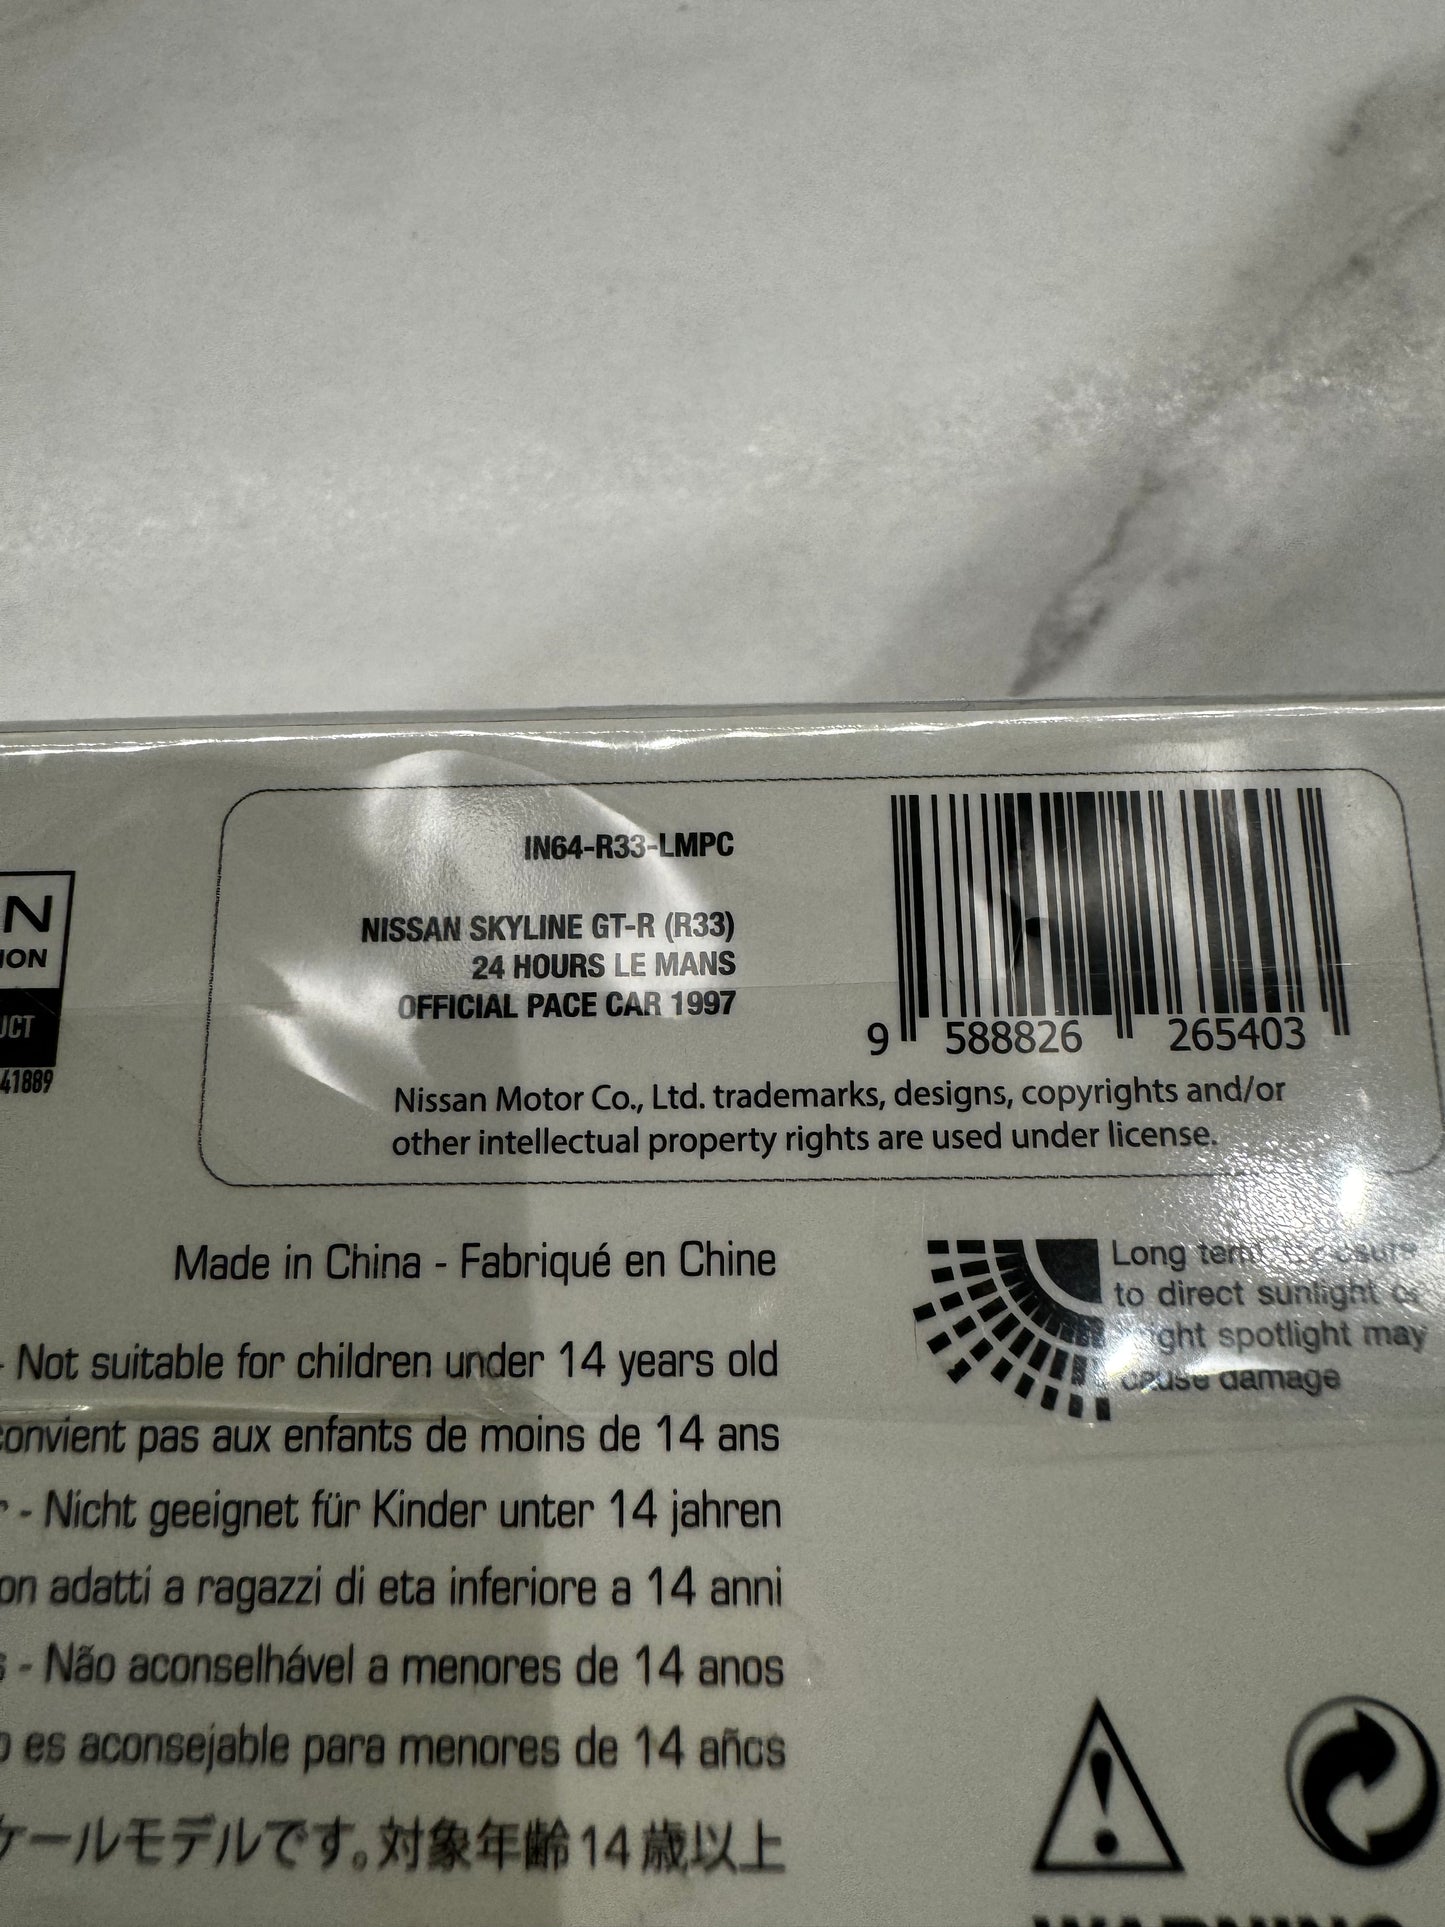 IN64-R33-LMPC
NISSAN SKYLINE GT-R (R33)
24 HOURS LE MANS
OFFICIAL PACE CAR 1997
9 588826 265403
Nissan Motor Co., Ltd. trademarks, designs, copyrights and/or
other intellectual property rights are used under license.
N
ION
UCT
41889
Made in China - Fabriqué en Chine
Long term
to direct sunlight or
spotlight may
cause damage
- Not suitable for children under 14 years old
convient pas aux enfants de moins de 14 ans
r - Nicht geeignet für Kinder unter 14 jahren
on adatti a ragazzi di eta inferiore a 14 anni
s - Não aconselhável a menores de 14 anos
o es aconsejable para menores de 14 años
ケールモデルです。対象年齢14歳以上